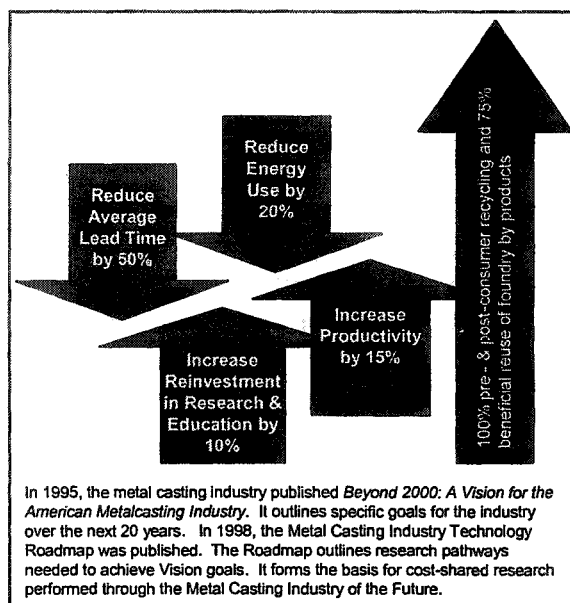 Reduce
Average
Lead Time
by 50%
Reduce
Energy
Use by
20%
Increase
Reinvestment
in Research &
Education by
10%
Increase
Productivity
by 15%
100% pre- & post-consumer recycling and 75%
beneficial reuse of foundry by products
In 1995, the metal casting industry published Beyond 2000: A Vision for the
American Metalcasting Industry. It outlines specific goals for the industry
over the next 20 years. In 1998, the Metal Casting Industry Technology
Roadmap was published. The Roadmap outlines research pathways
needed to achieve Vision goals. It forms the basis for cost-shared research
performed through the Metal Casting Industry of the Future.